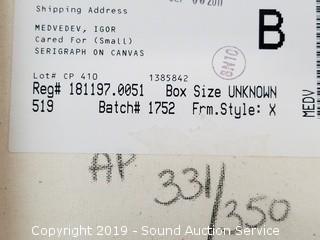 Shipping Address
MEDVEDEV, IGOR
Cared For (Small)
SERIGRAPH ON CANVAS
B
BN1C
Lot# CP 410 1385842
Reg# 181197.0051 Box Size UNKNOWN
519 Batch# 1752 Frm.Style: X
MEDV
AP 331/350
Copyright 2019 - Sound Auction Service